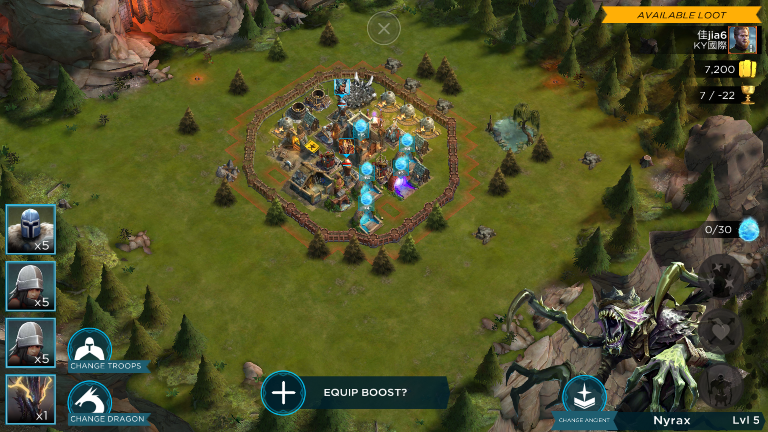 AVAILABLE LOOT
佳jia6
KY國際
7,200
7 / -22
0/30
x5
x5
x5
x1
CHANGE TROOPS
CHANGE DRAGON
EQUIP BOOST?
CHANGE ANCIENT
Nyrax
Lvl 5